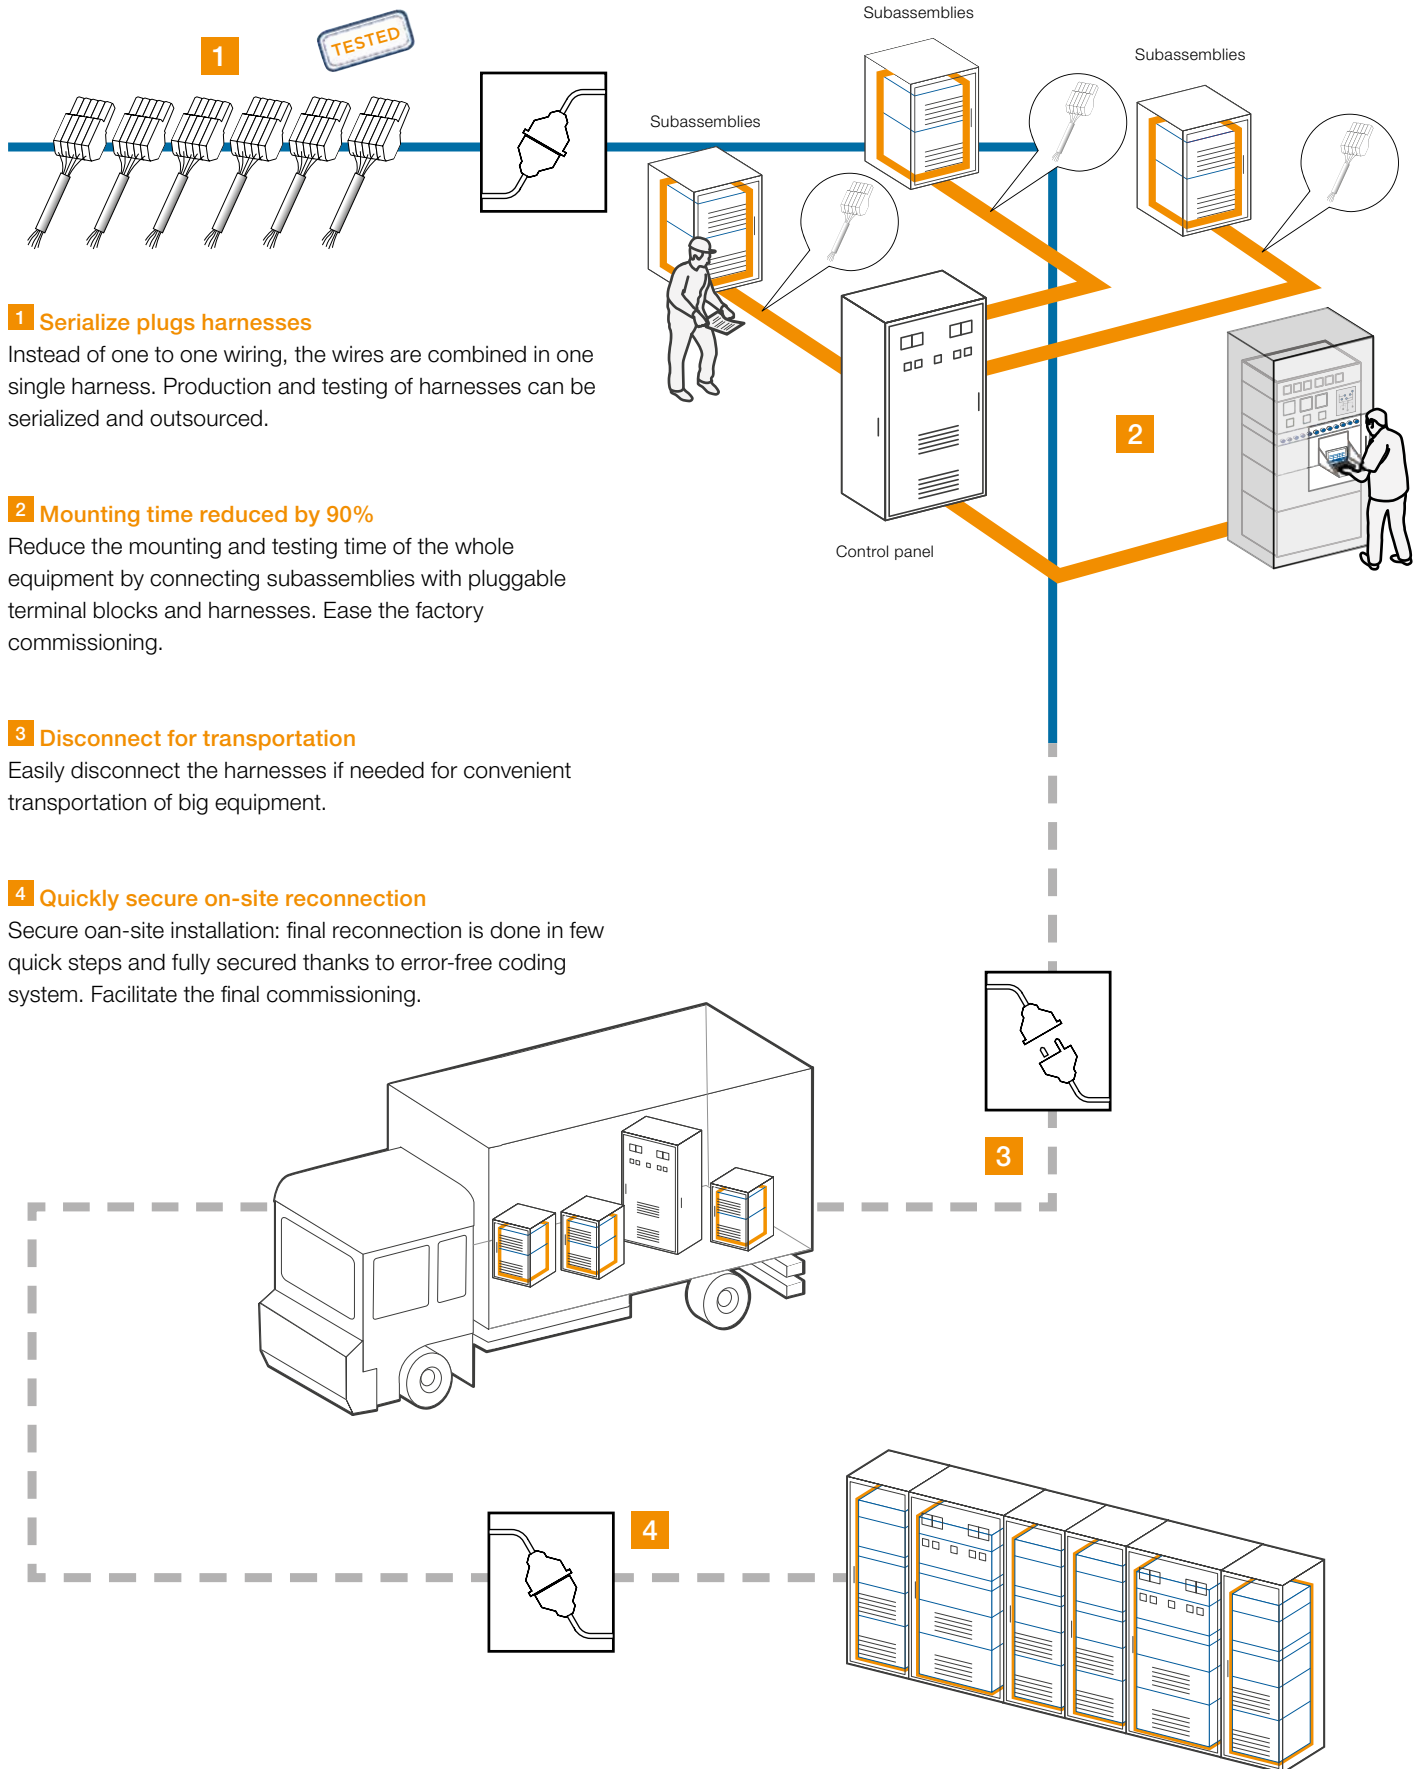 Subassemblies
TESTED
1
Subassemblies
Subassemblies
1 Serialize plugs harnesses
Instead of one to one wiring, the wires are combined in one
single harness. Production and testing of harnesses can be
serialized and outsourced.
2
2 Mounting time reduced by 90%
Reduce the mounting and testing time of the whole
equipment by connecting subassemblies with pluggable
terminal blocks and harnesses. Ease the factory
commissioning.
Control panel
3 Disconnect for transportation
Easily disconnect the harnesses if needed for convenient
transportation of big equipment.
4 Quickly secure on-site reconnection
Secure oan-site installation: final reconnection is done in few
quick steps and fully secured thanks to error-free coding
system. Facilitate the final commissioning.
3
4